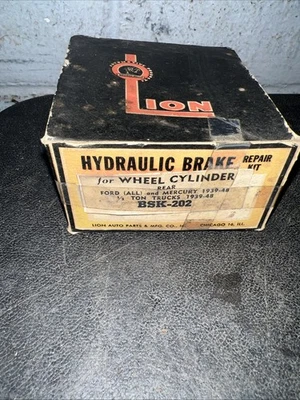 LION
HYDRAULIC BRAKE REPAIR KIT
for WHEEL CYLINDER
REAR
FORD (ALL) and MERCURY 1939-48
½ TON TRUCKS 1939-48
BSK-202
LION AUTO PARTS & MFG. CO., CHICAGO 16, ILL.